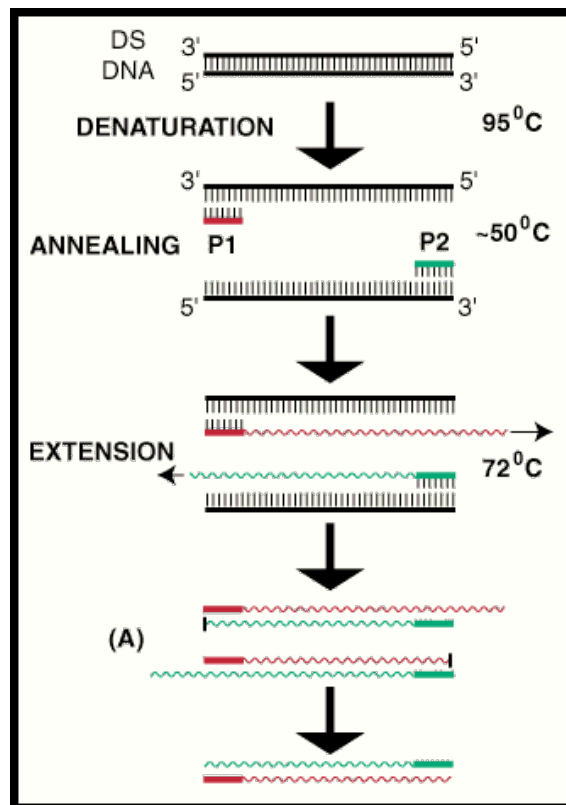 DS 3' 5'
DNA 5' 3'
DENATURATION 95⁰C
3' 5'
ANNEALING P1 P2 ~50⁰C
5' 3'
EXTENSION 72⁰C
(A)